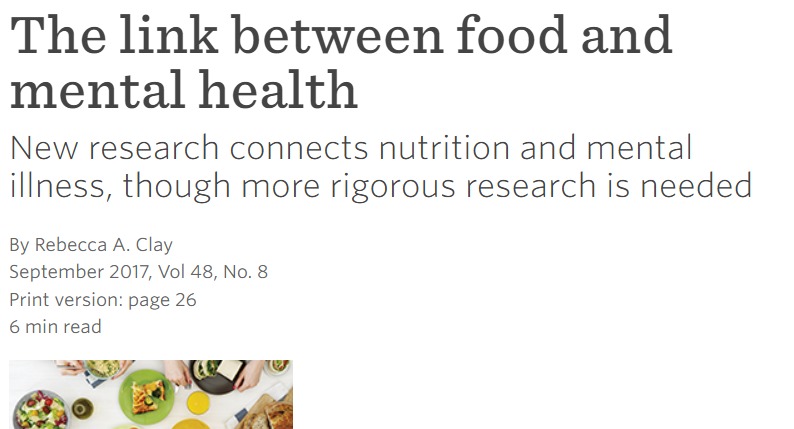 The link between food and
mental health
New research connects nutrition and mental
illness, though more rigorous research is needed
By Rebecca A. Clay
September 2017, Vol 48, No. 8
Print version: page 26
6 min read